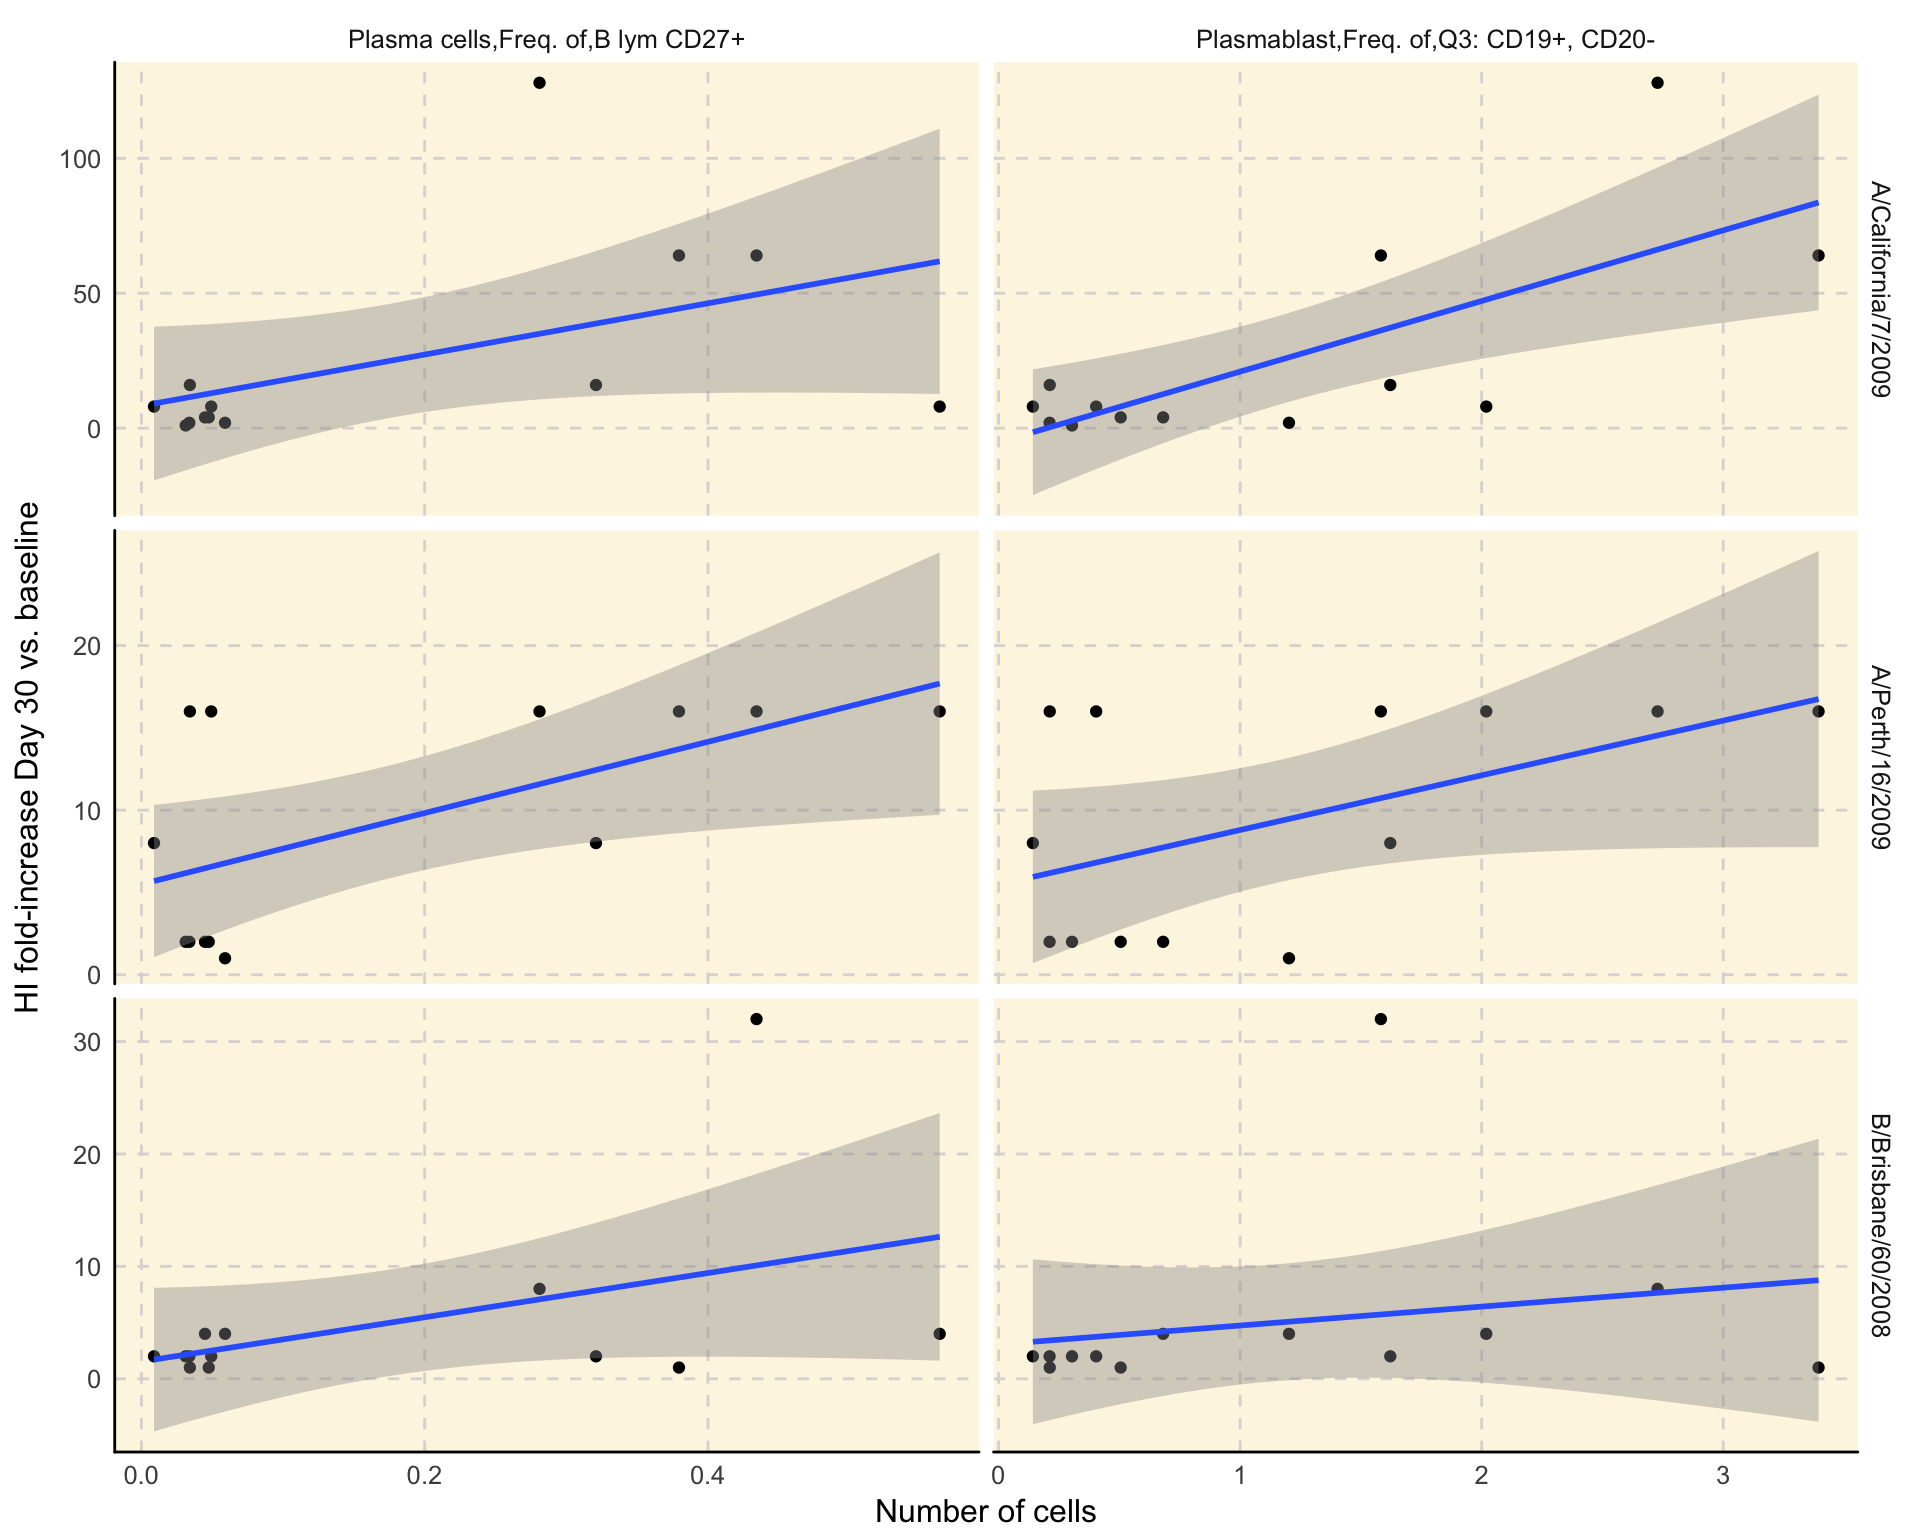 Plasma cells,Freq. of,B lym CD27+
Plasmablast,Freq. of,Q3: CD19+, CD20-
100
50
0
A/California/7/2009
HI fold-increase Day 30 vs. baseline
20
10
0
A/Perth/16/2009
30
20
10
0
B/Brisbane/60/2008
0.0 0.2 0.4
0 1 2 3
Number of cells